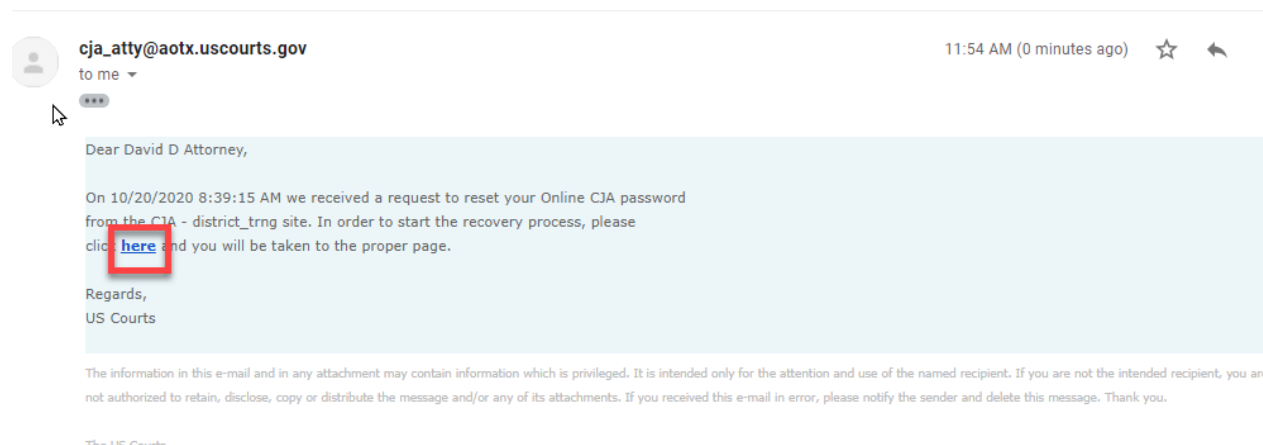 cja_atty@aotx.uscourts.gov
11:54 AM (0 minutes ago)
to me
Dear David D Attorney,
On 10/20/2020 8:39:15 AM we received a request to reset your Online CJA password
from the CJA - district_trng site. In order to start the recovery process, please
click here and you will be taken to the proper page.
Regards,
US Courts
The information in this e-mail and in any attachment may contain information which is privileged. It is intended only for the attention and use of the named recipient. If you are not the intended recipient, you are
not authorized to retain, disclose, copy or distribute the message and/or any of its attachments. If you received this e-mail in error, please notify the sender and delete this message. Thank you.
The US Courts